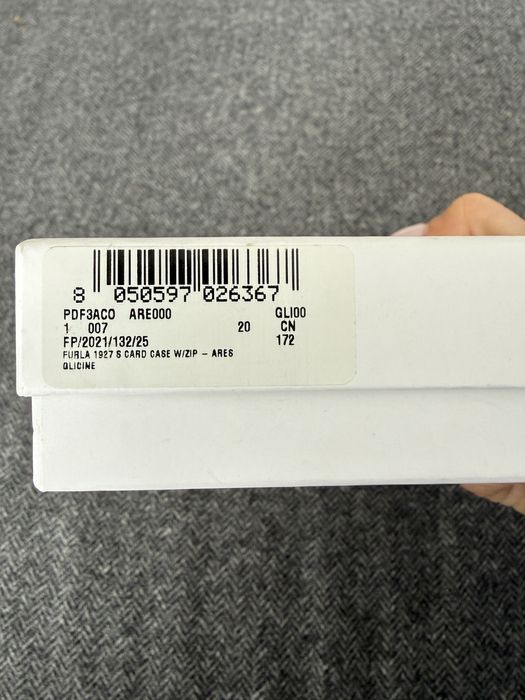 8 050597 026367
PDF3ACO ARE000 GLI00
1 007 20 CN
FP/2021/132/25 172
FURLA 1927 S CARD CASE W/ZIP - ARES
GLICINE